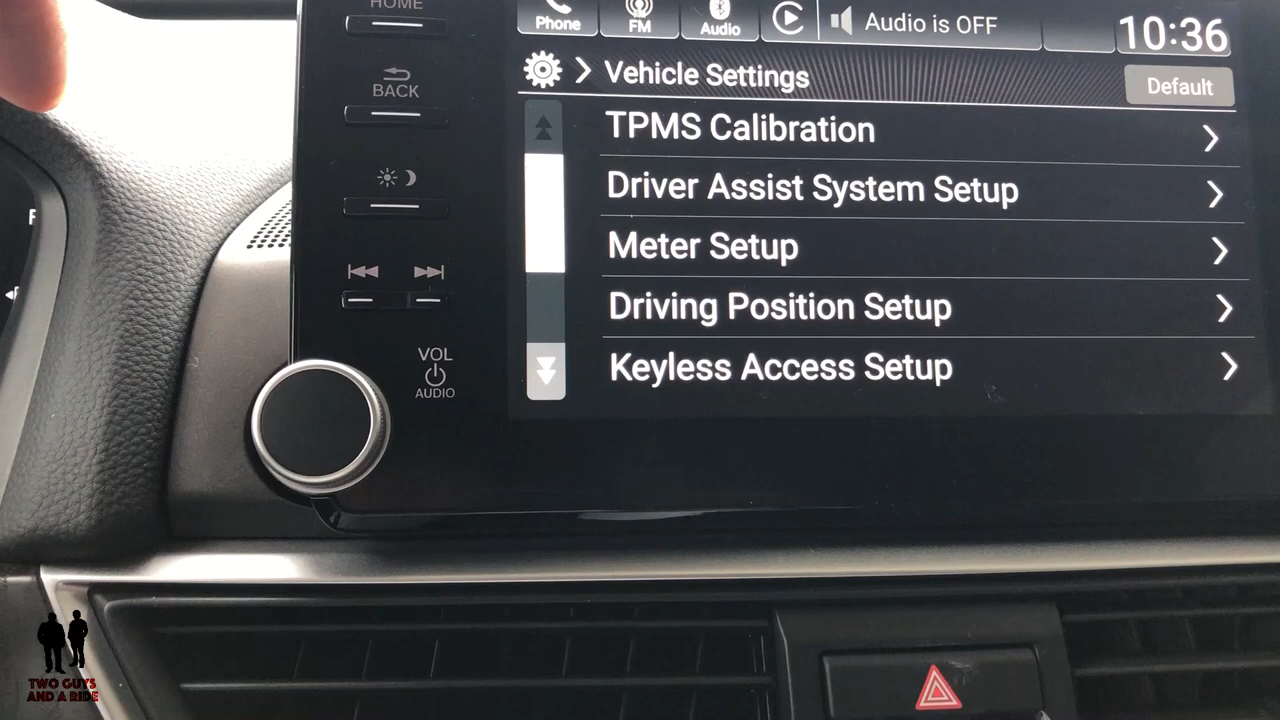 HOME
BACK
VOL
AUDIO
Phone
FM
Audio
Audio is OFF
10:36
Vehicle Settings
Default
TPMS Calibration
Driver Assist System Setup
Meter Setup
Driving Position Setup
Keyless Access Setup
TWO GUYS
AND A RIDE